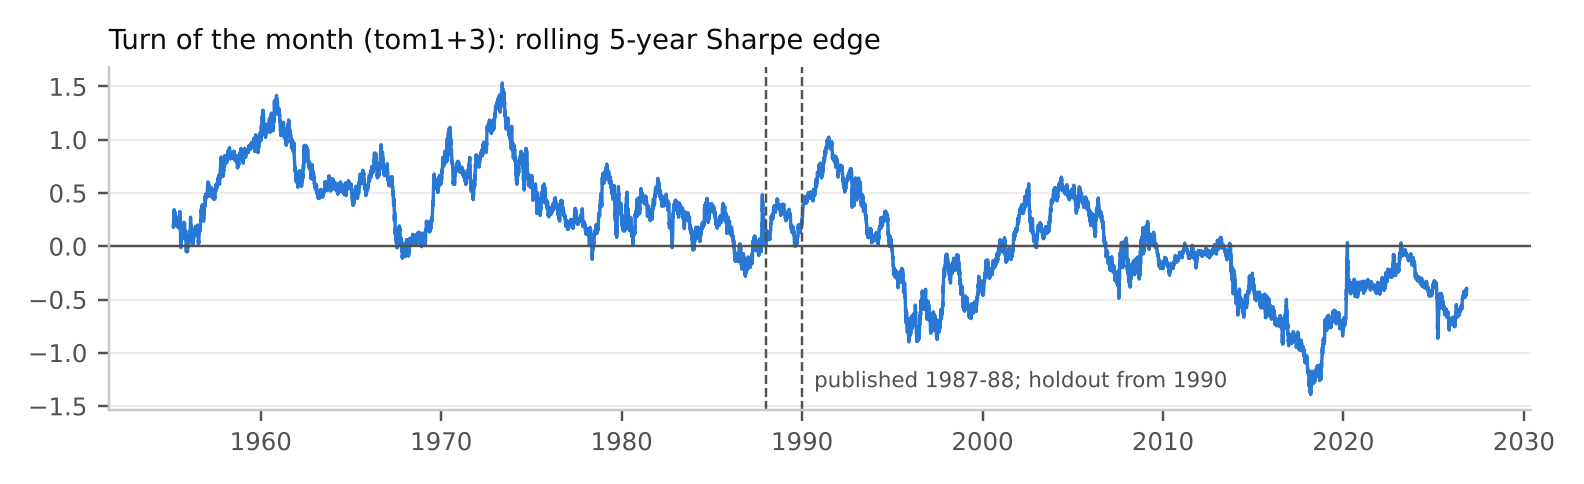 Turn of the month (tom1+3): rolling 5-year Sharpe edge
1.5
1.0
0.5
0.0
−0.5
−1.0
−1.5
published 1987-88; holdout from 1990
1960 1970 1980 1990 2000 2010 2020 2030